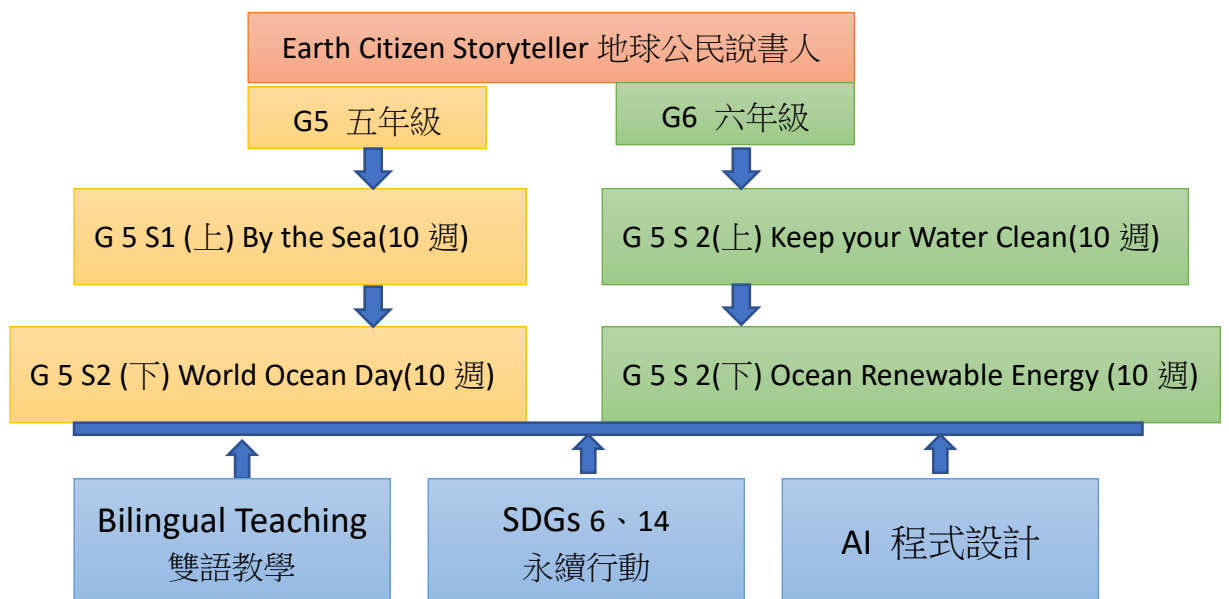 Earth Citizen Storyteller 地球公民說書人
G5 五年級
G6 六年級
G 5 S1 (上) By the Sea(10 週)
G 5 S 2(上) Keep your Water Clean(10 週)
G 5 S2 (下) World Ocean Day(10 週)
G 5 S 2(下) Ocean Renewable Energy (10 週)
Bilingual Teaching
雙語教學
SDGs 6、14
永續行動
AI 程式設計